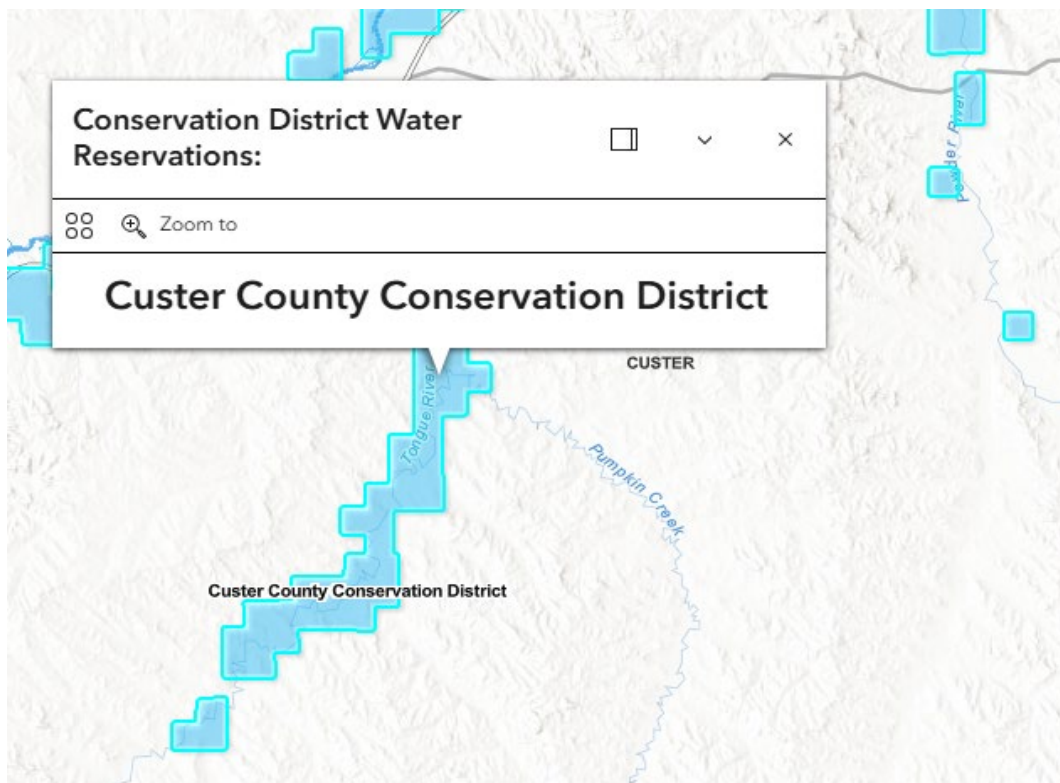 Conservation District Water
Reservations:
Zoom to
Custer County Conservation District
Powder River
CUSTER
Tongue River
Pumpkin Creek
Custer County Conservation District